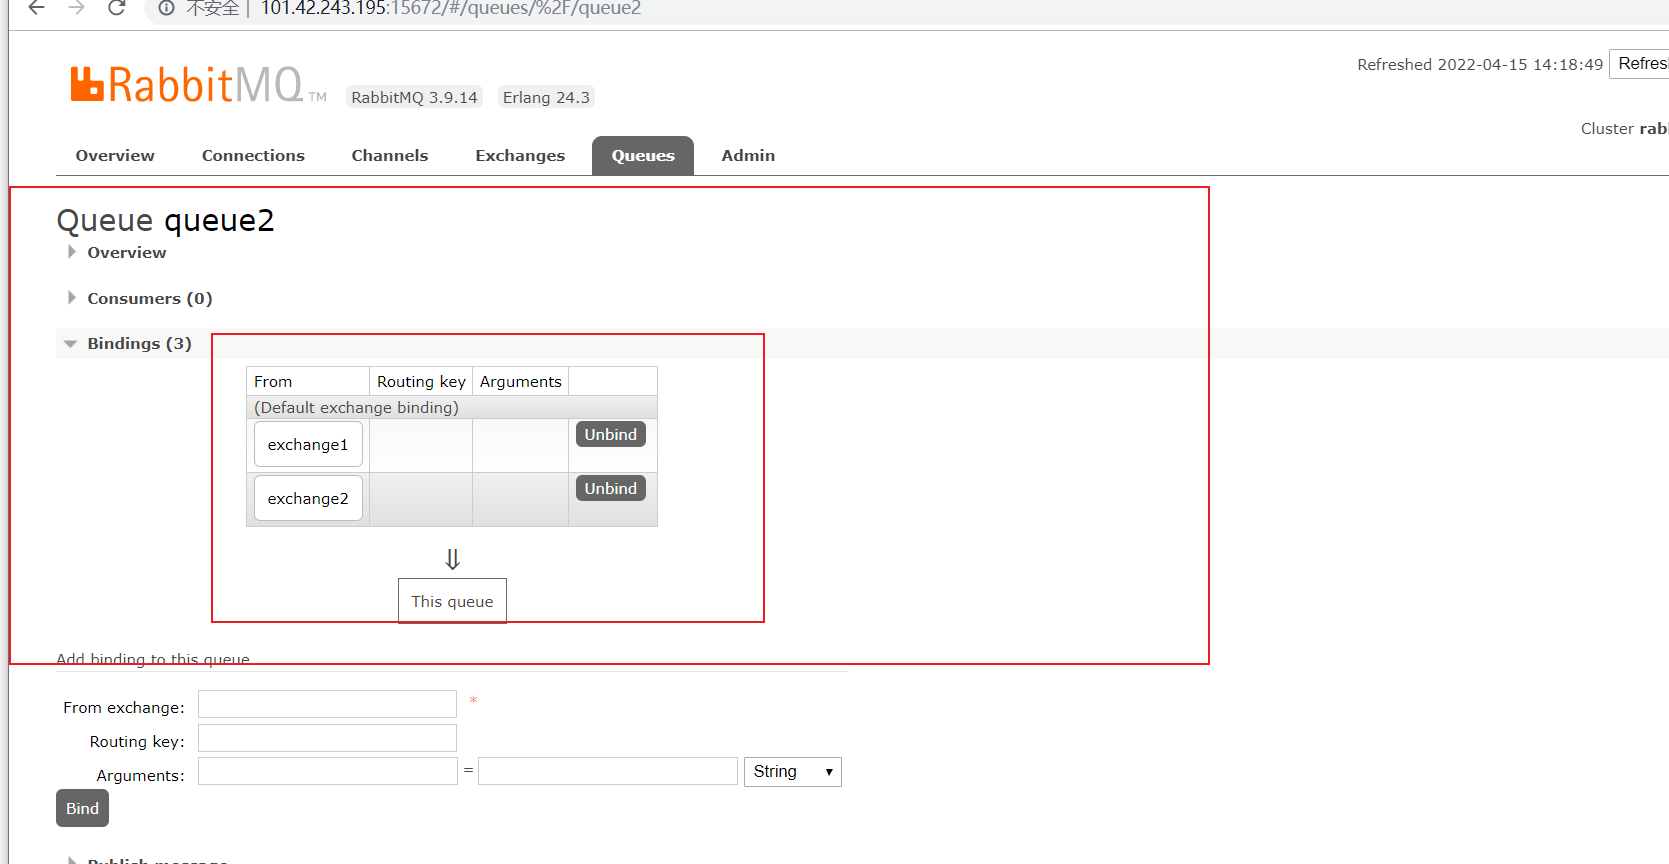 不安全 | 101.42.243.195:15672/#/queues/%2F/queue2
RabbitMQ TM RabbitMQ 3.9.14 Erlang 24.3
Refreshed 2022-04-15 14:18:49 Refres
Cluster rab
Overview Connections Channels Exchanges Queues Admin
Queue queue2
Overview
Consumers (0)
Bindings (3)
From Routing key Arguments
(Default exchange binding)
exchange1 Unbind
exchange2 Unbind
⇓
This queue
Add binding to this queue
From exchange: *
Routing key:
Arguments: = String
Bind
Publish message